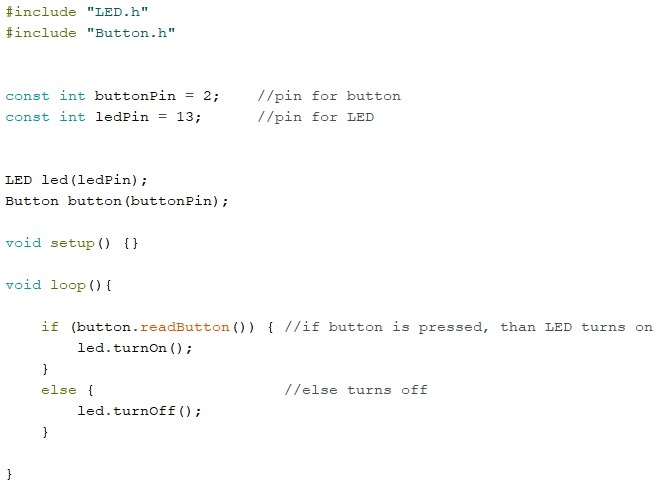 #include "LED.h"
#include "Button.h"
const int buttonPin = 2;    //pin for button
const int ledPin = 13;      //pin for LED
LED led(ledPin);
Button button(buttonPin);
void setup() {}
void loop(){
    if (button.readButton()) { //if button is pressed, than LED turns on
        led.turnOn();
    }
    else {                     //else turns off
        led.turnOff();
    }
}